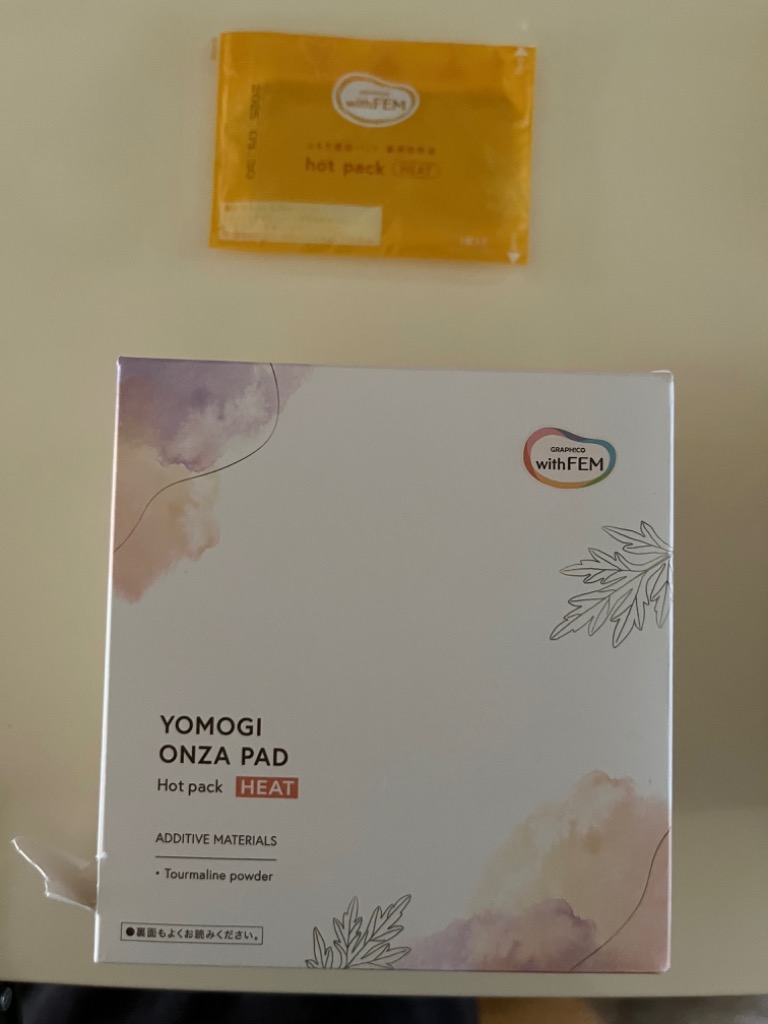 withFEM
hot pack HEAT
GRAPHICO
withFEM
YOMOGI
ONZA PAD
Hot pack HEAT
ADDITIVE MATERIALS
• Tourmaline powder
●裏面もよくお読みください。